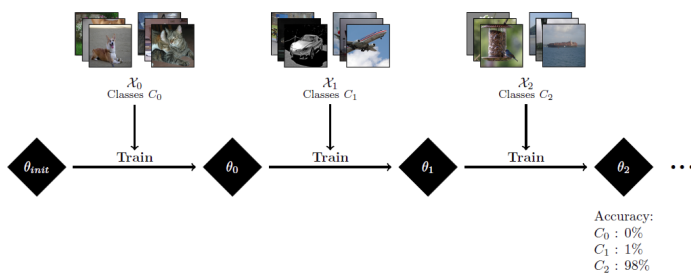 𝒳₀
Classes C₀
𝒳₁
Classes C₁
𝒳₂
Classes C₂
θ_init
Train
θ₀
Train
θ₁
Train
θ₂
...
Accuracy:
C₀ : 0%
C₁ : 1%
C₂ : 98%